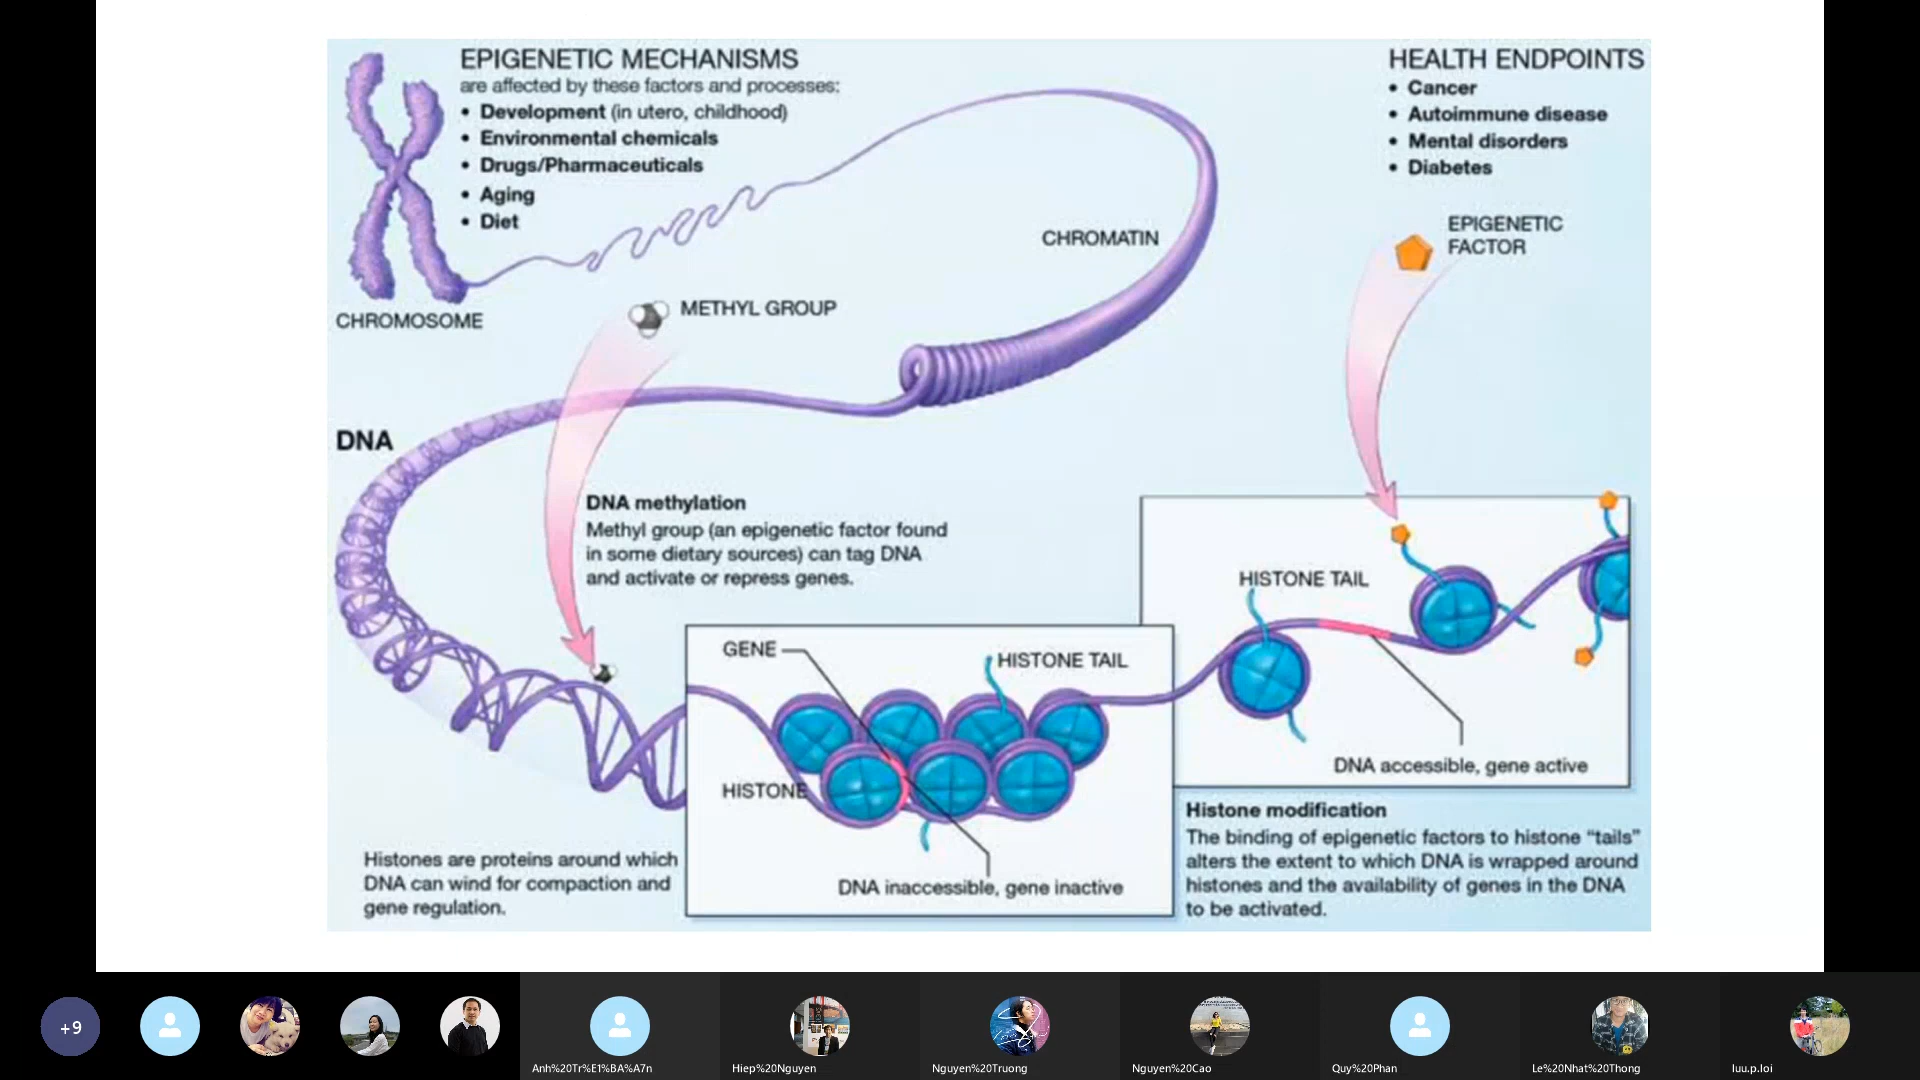 EPIGENETIC MECHANISMS
are affected by these factors and processes:
• Development (in utero, childhood)
• Environmental chemicals
• Drugs/Pharmaceuticals
• Aging
• Diet
HEALTH ENDPOINTS
• Cancer
• Autoimmune disease
• Mental disorders
• Diabetes
EPIGENETIC
FACTOR
CHROMATIN
METHYL GROUP
CHROMOSOME
DNA
DNA methylation
Methyl group (an epigenetic factor found
in some dietary sources) can tag DNA
and activate or repress genes.
HISTONE TAIL
GENE
HISTONE TAIL
DNA accessible, gene active
HISTONE
DNA inaccessible, gene inactive
Histones are proteins around which
DNA can wind for compaction and
gene regulation.
Histone modification
The binding of epigenetic factors to histone “tails”
alters the extent to which DNA is wrapped around
histones and the availability of genes in the DNA
to be activated.
+9
Anh%20Tr%E1%BA%A7n
Hiep%20Nguyen
Nguyen%20Truong
Nguyen%20Cao
Quy%20Phan
Le%20Nhat%20Thong
luu.p.loi